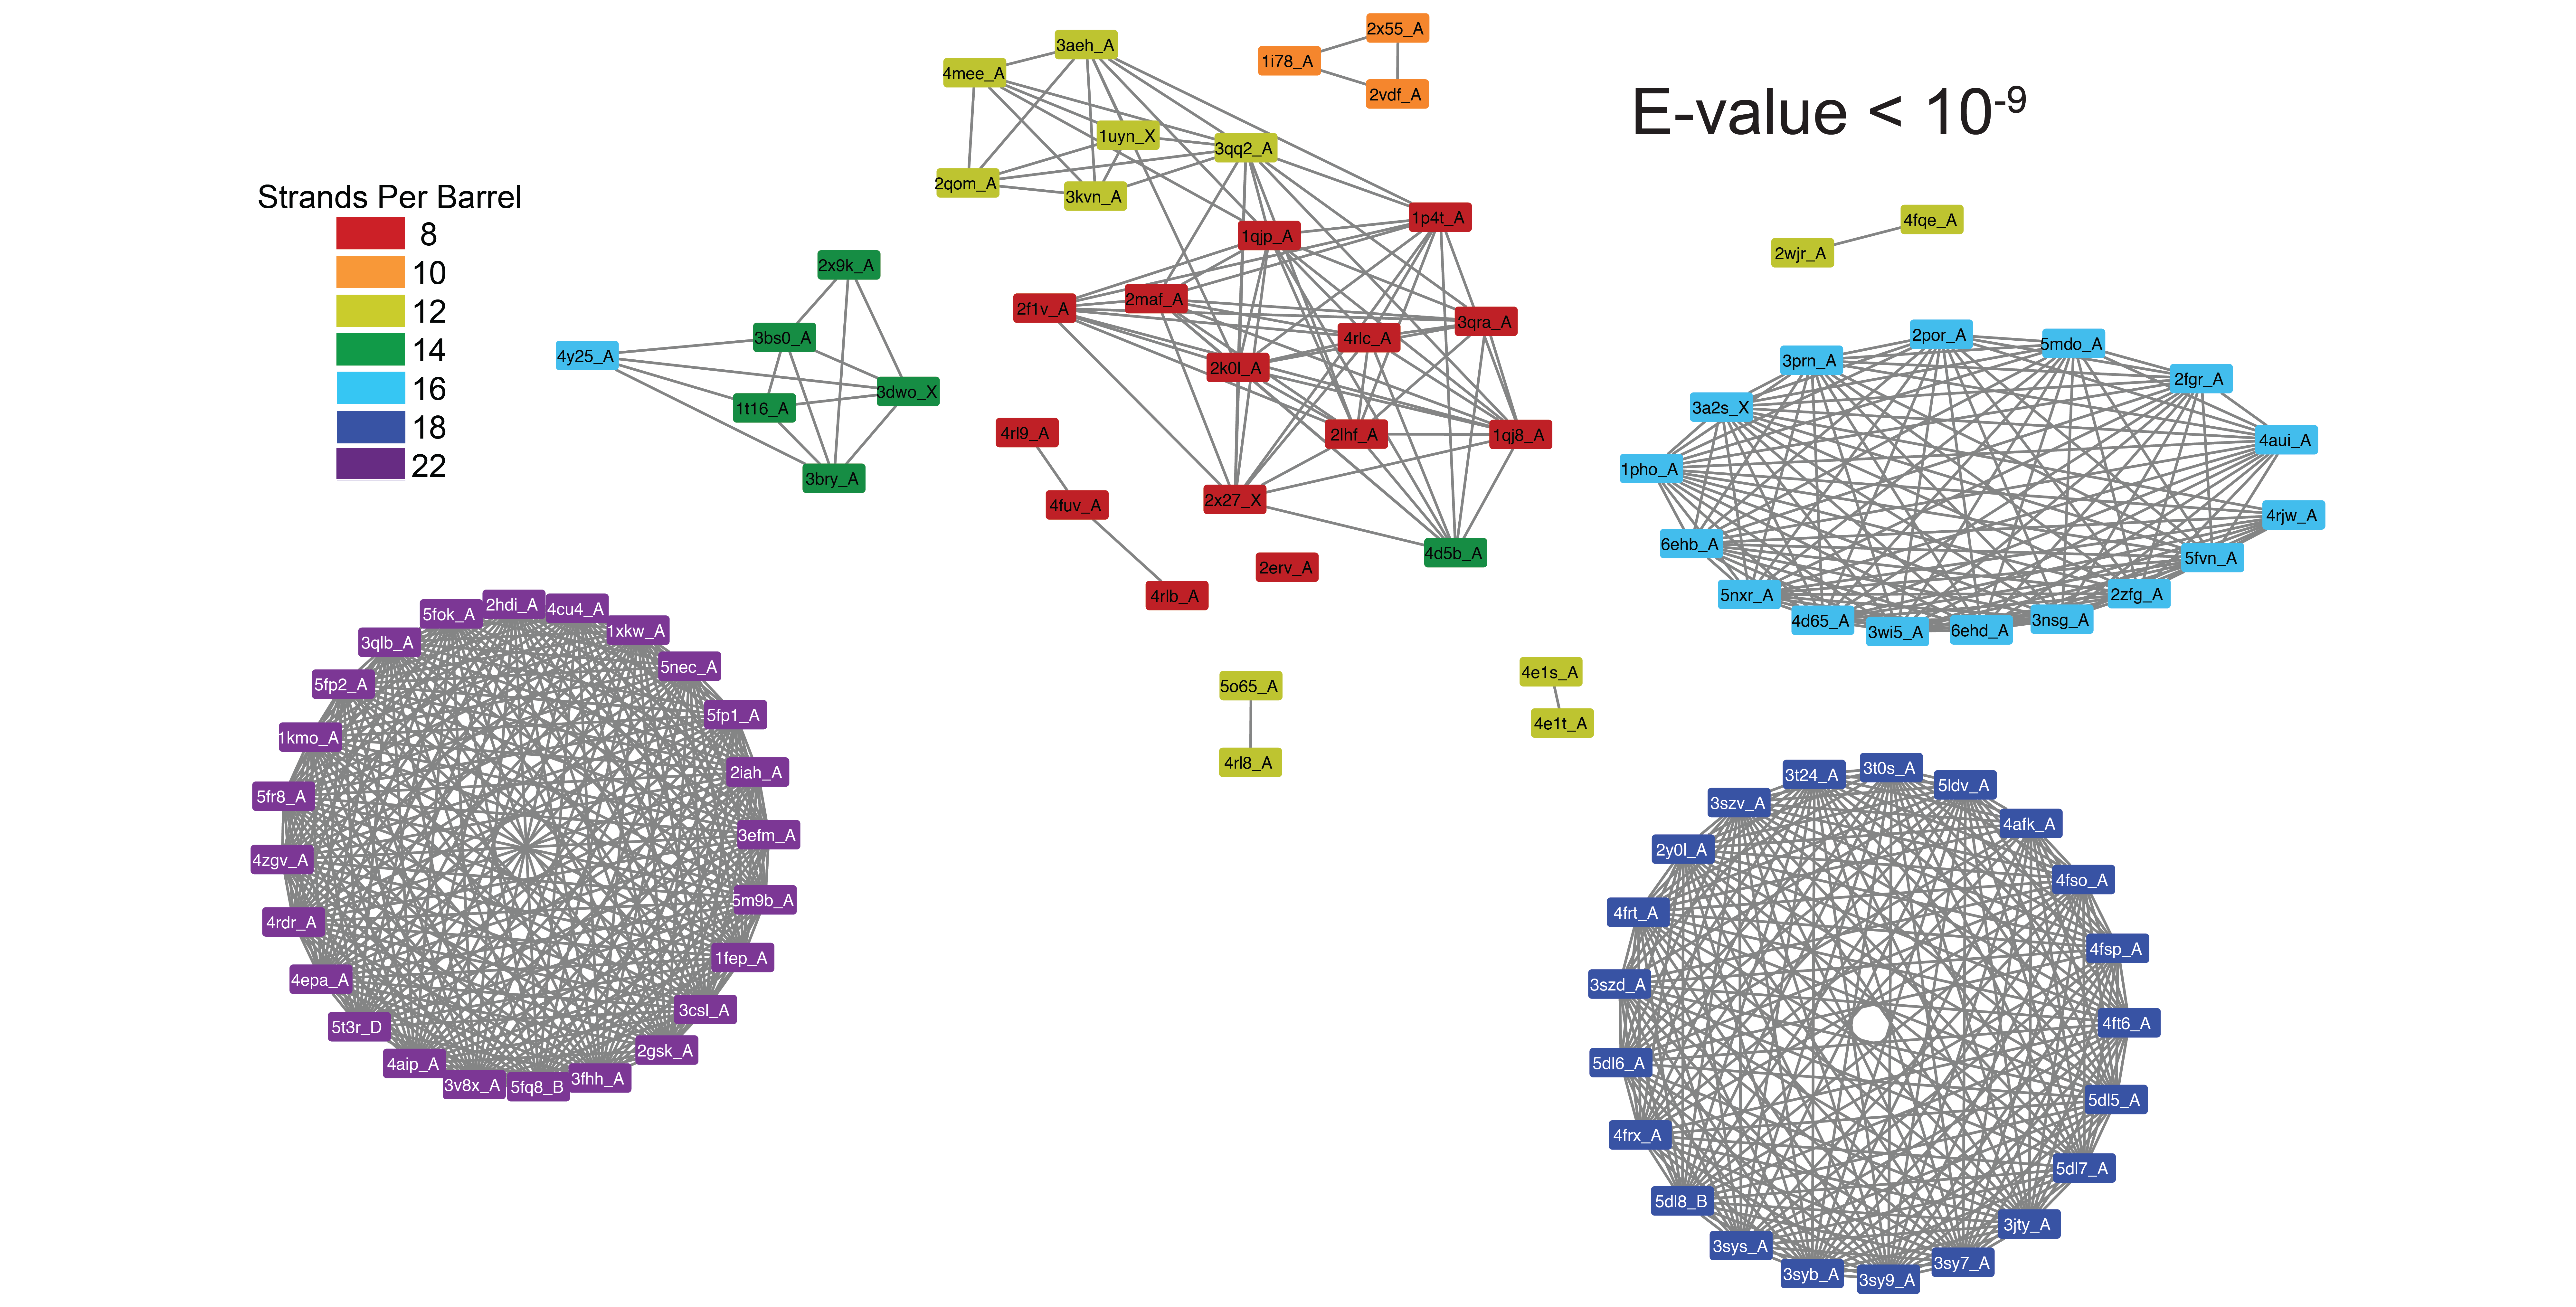 E-value < 10⁻⁹
Strands Per Barrel
8
10
12
14
16
18
22
2x55_A
1i78_A
2vdf_A
3aeh_A
4mee_A
1uyn_X
3qq2_A
2qom_A
3kvn_A
1p4t_A
1qjp_A
2f1v_A
2maf_A
3qra_A
4rlc_A
2k0l_A
2lhf_A
1qj8_A
2x27_X
4d5b_A
2erv_A
4rl9_A
4fuv_A
4rlb_A
2x9k_A
3bs0_A
4y25_A
3dwo_X
1t16_A
3bry_A
4fqe_A
2wjr_A
2por_A
5mdo_A
3prn_A
2fgr_A
3a2s_X
4aui_A
1pho_A
4rjw_A
6ehb_A
5fvn_A
5nxr_A
2zfg_A
4d65_A
3nsg_A
3wi5_A
6ehd_A
5o65_A
4rl8_A
4e1s_A
4e1t_A
2hdi_A
4cu4_A
5fok_A
1xkw_A
3qlb_A
5nec_A
5fp2_A
5fp1_A
1kmo_A
2iah_A
5fr8_A
3efm_A
4zgv_A
5m9b_A
4rdr_A
1fep_A
4epa_A
3csl_A
5t3r_D
2gsk_A
4aip_A
3fhh_A
3v8x_A
5fq8_B
3t0s_A
3t24_A
5ldv_A
3szv_A
4afk_A
2y0l_A
4fso_A
4frt_A
4fsp_A
3szd_A
4ft6_A
5dl6_A
5dl5_A
4frx_A
5dl7_A
5dl8_B
3jty_A
3sys_A
3sy7_A
3syb_A
3sy9_A